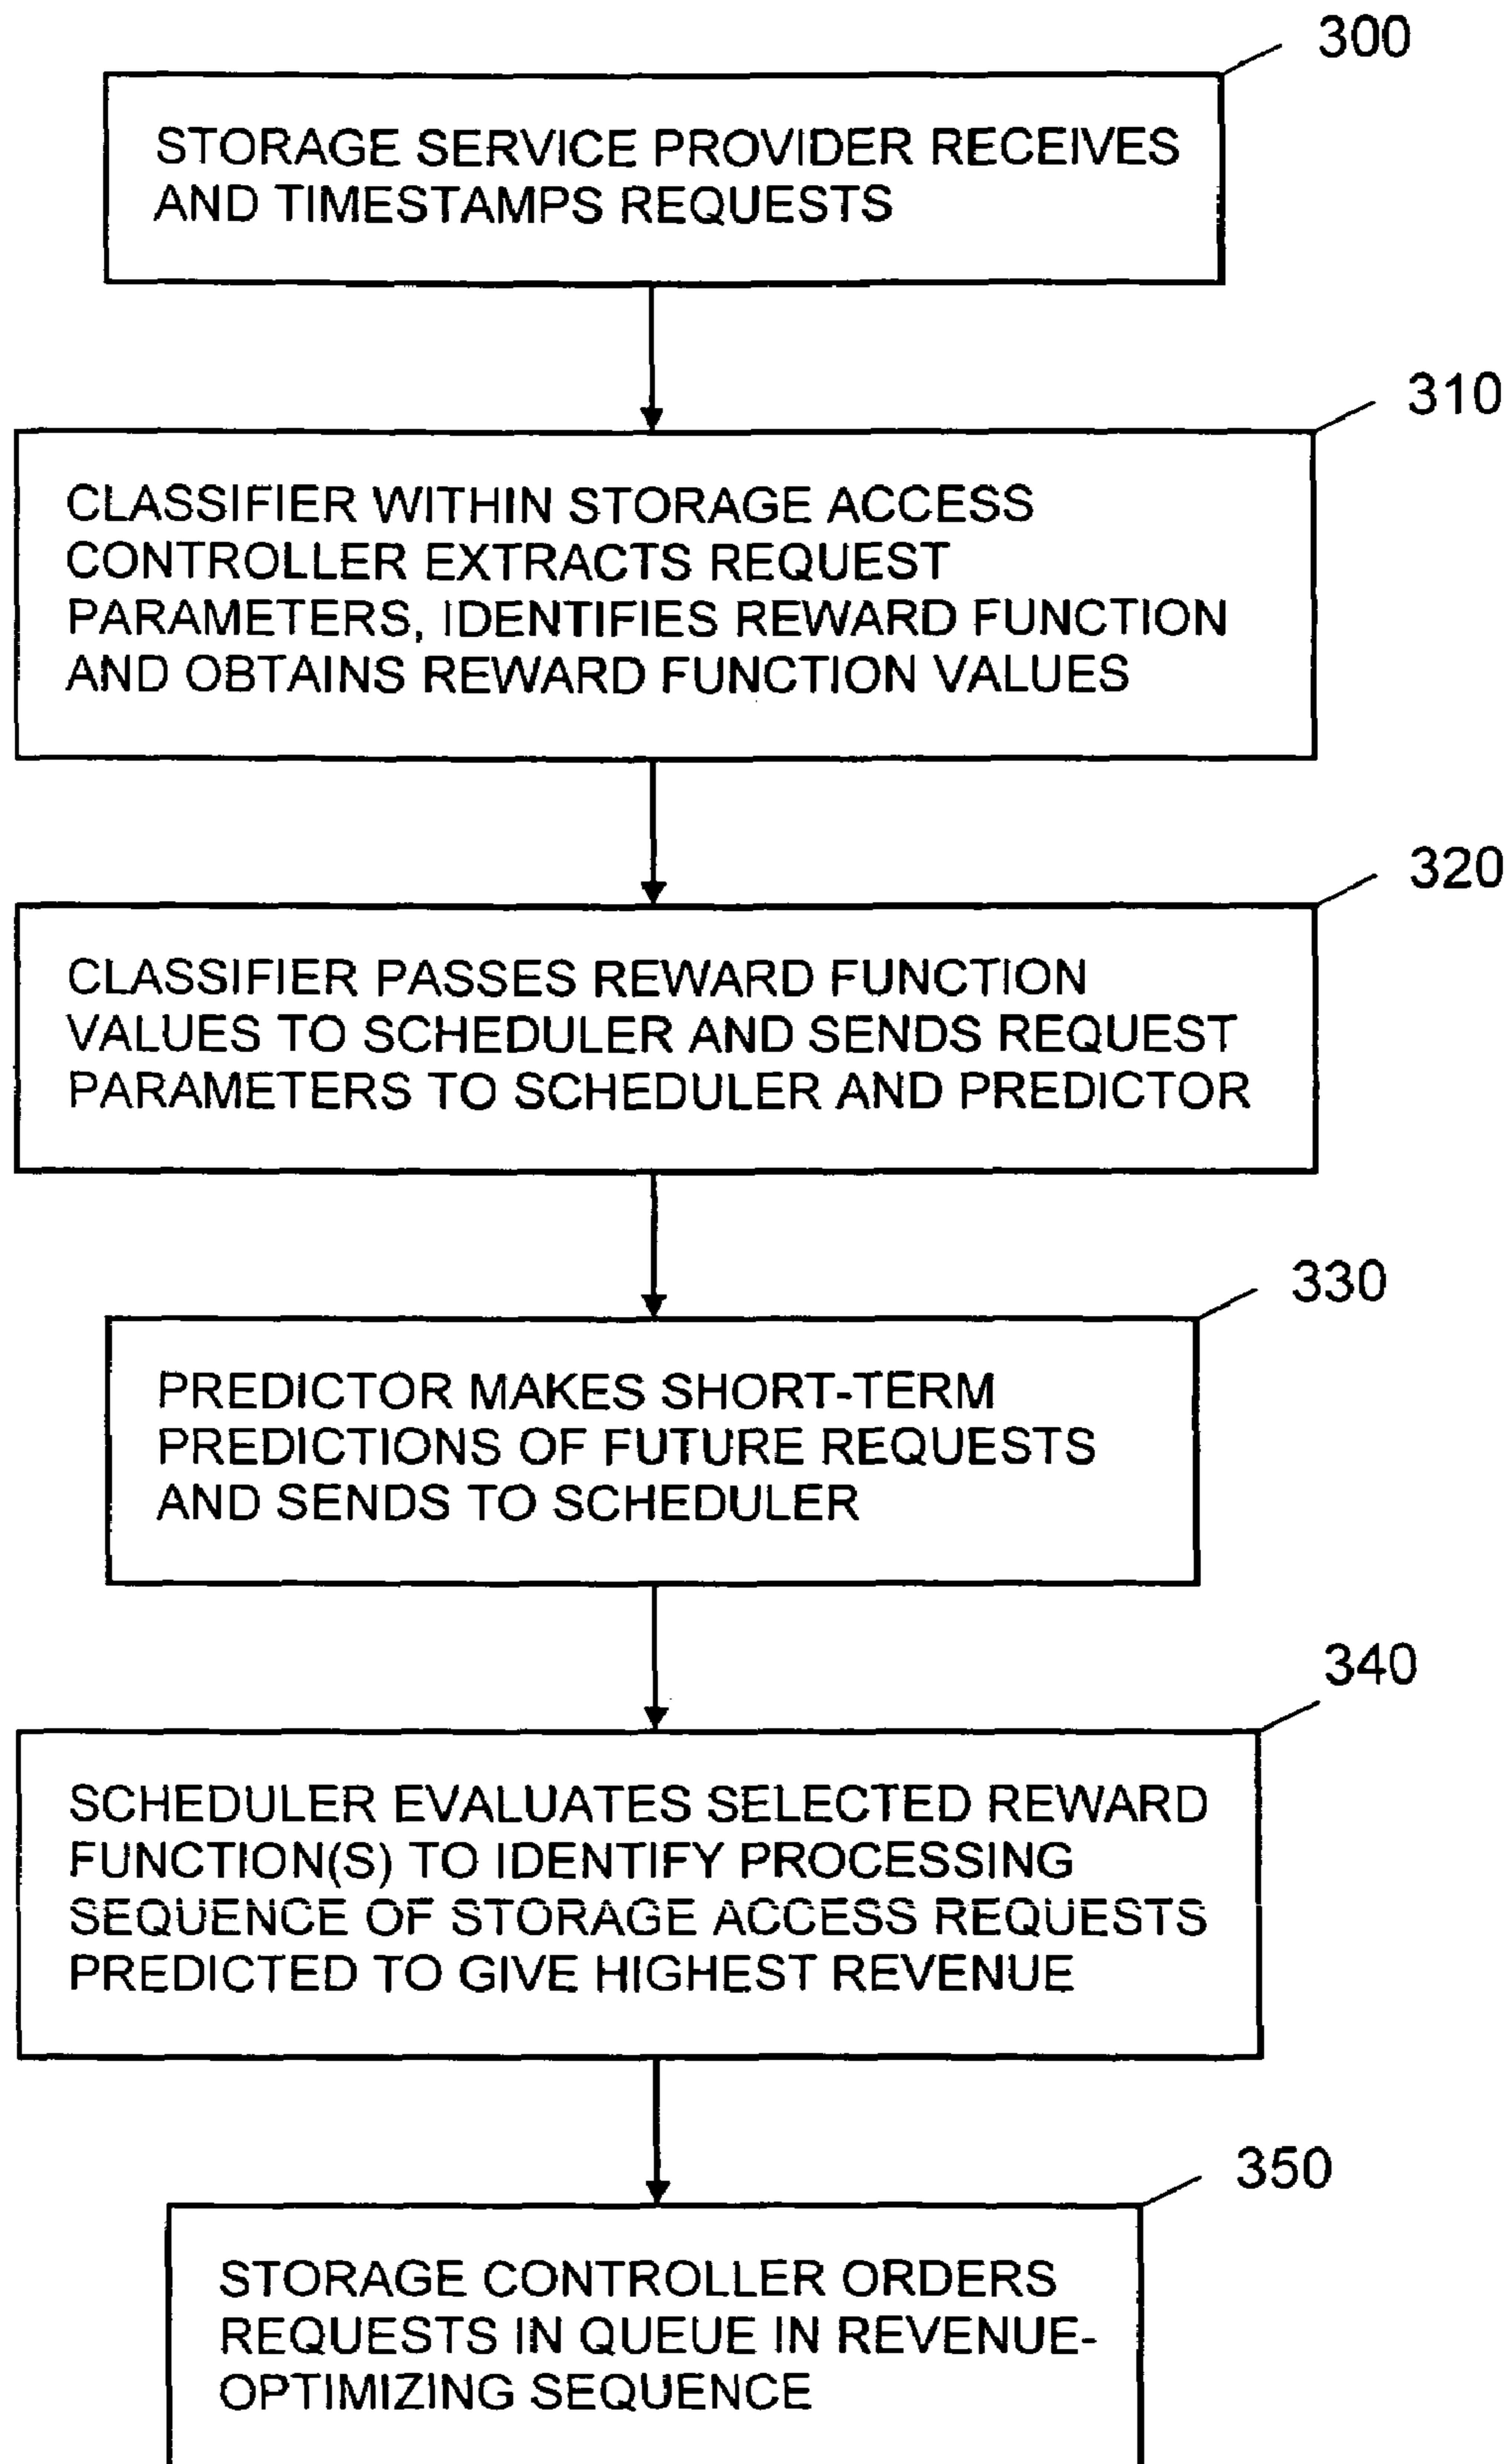 300
STORAGE SERVICE PROVIDER RECEIVES
AND TIMESTAMPS REQUESTS
310
CLASSIFIER WITHIN STORAGE ACCESS
CONTROLLER EXTRACTS REQUEST
PARAMETERS, IDENTIFIES REWARD FUNCTION
AND OBTAINS REWARD FUNCTION VALUES
320
CLASSIFIER PASSES REWARD FUNCTION
VALUES TO SCHEDULER AND SENDS REQUEST
PARAMETERS TO SCHEDULER AND PREDICTOR
330
PREDICTOR MAKES SHORT-TERM
PREDICTIONS OF FUTURE REQUESTS
AND SENDS TO SCHEDULER
340
SCHEDULER EVALUATES SELECTED REWARD
FUNCTION(S) TO IDENTIFY PROCESSING
SEQUENCE OF STORAGE ACCESS REQUESTS
PREDICTED TO GIVE HIGHEST REVENUE
350
STORAGE CONTROLLER ORDERS
REQUESTS IN QUEUE IN REVENUE-
OPTIMIZING SEQUENCE